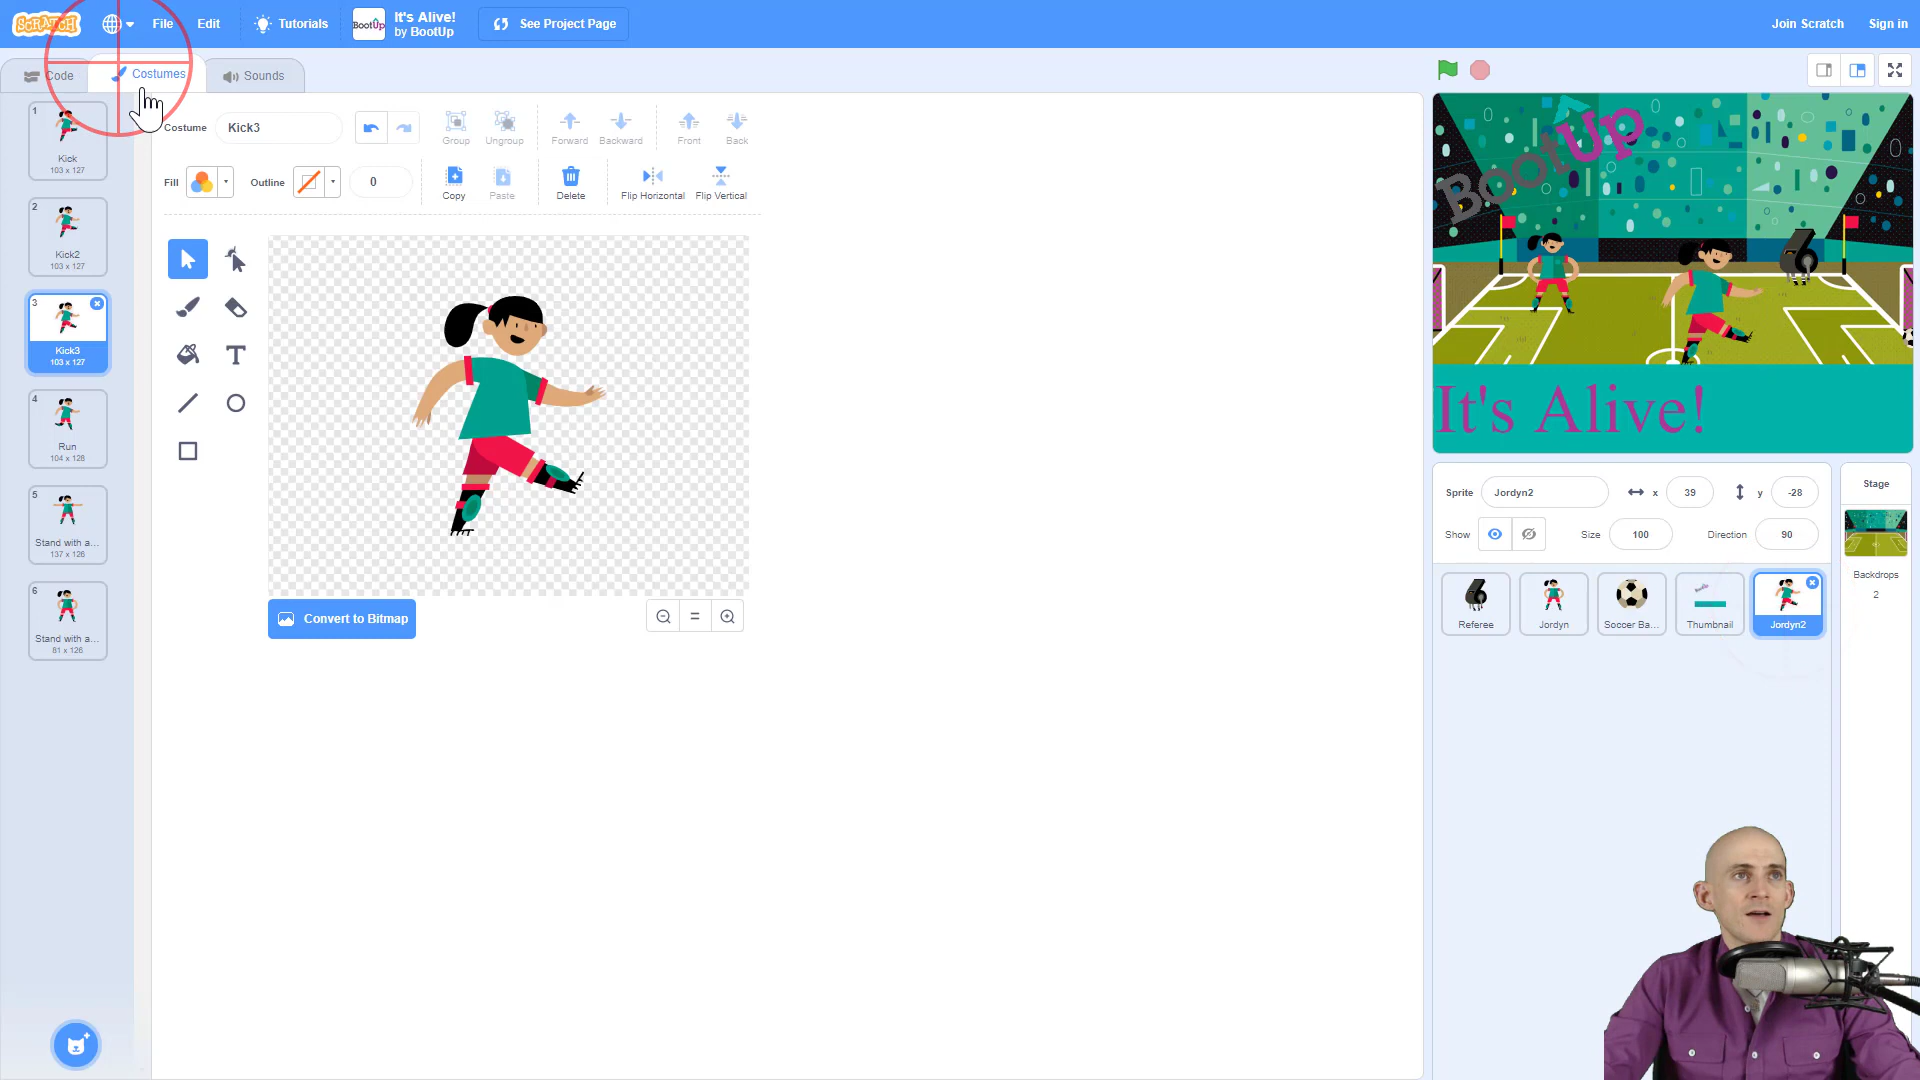 SCRATCH
File
Edit
Tutorials
BootUp
It's Alive!
by BootUp
See Project Page
Join Scratch
Sign in
Code
Costumes
Sounds
1
Kick
103 x 127
2
Kick2
103 x 127
3
Kick3
103 x 127
4
Run
104 x 128
5
Stand with a...
137 x 126
6
Stand with a...
81 x 126
Costume
Kick3
Group
Ungroup
Forward
Backward
Front
Back
Fill
Outline
0
Copy
Paste
Delete
Flip Horizontal
Flip Vertical
T
Convert to Bitmap
BootUp
It's Alive!
Sprite
Jordyn2
x
39
y
-28
Show
Size
100
Direction
90
Referee
Jordyn
Soccer Ba...
Thumbnail
Jordyn2
Stage
Backdrops
2